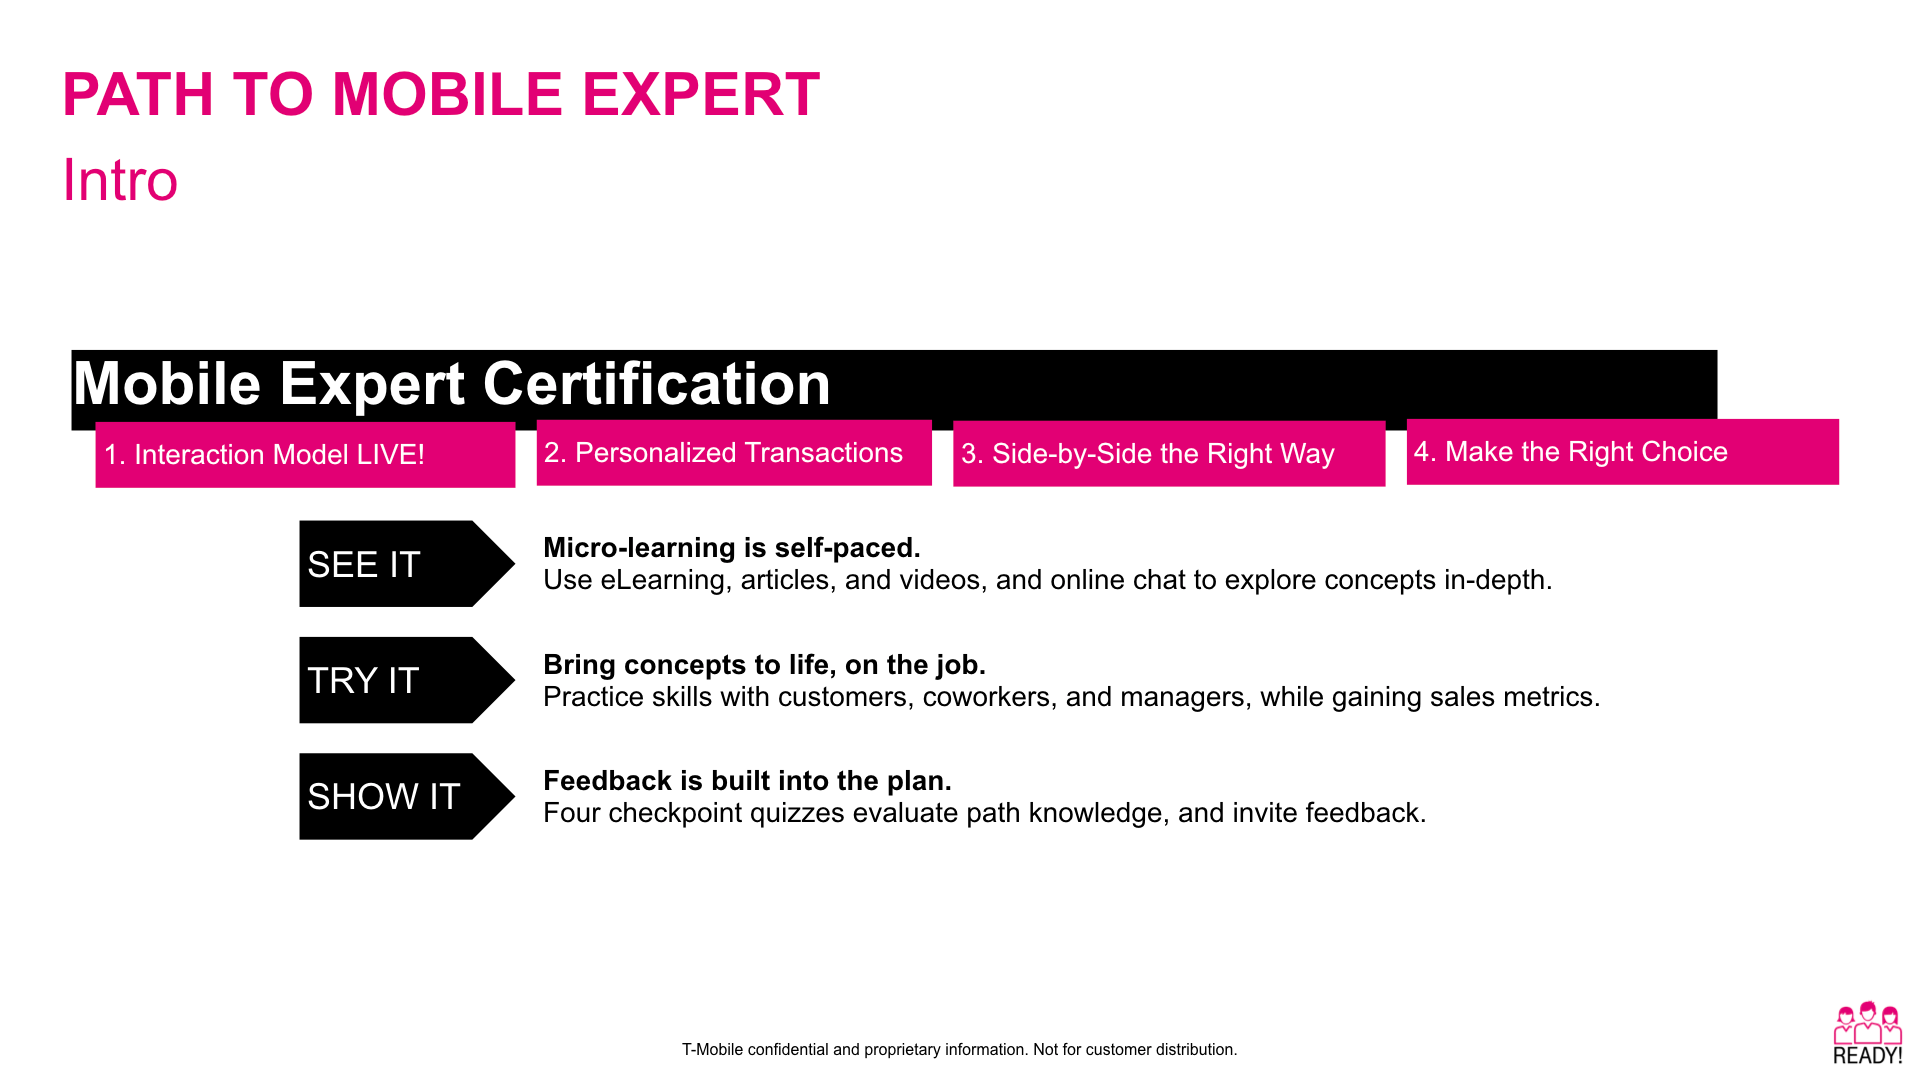 PATH TO MOBILE EXPERT
Intro
Mobile Expert Certification
1. Interaction Model LIVE!
2. Personalized Transactions
3. Side-by-Side the Right Way
4. Make the Right Choice
SEE IT
Micro-learning is self-paced.
Use eLearning, articles, and videos, and online chat to explore concepts in-depth.
TRY IT
Bring concepts to life, on the job.
Practice skills with customers, coworkers, and managers, while gaining sales metrics.
SHOW IT
Feedback is built into the plan.
Four checkpoint quizzes evaluate path knowledge, and invite feedback.
T-Mobile confidential and proprietary information. Not for customer distribution.
READY!